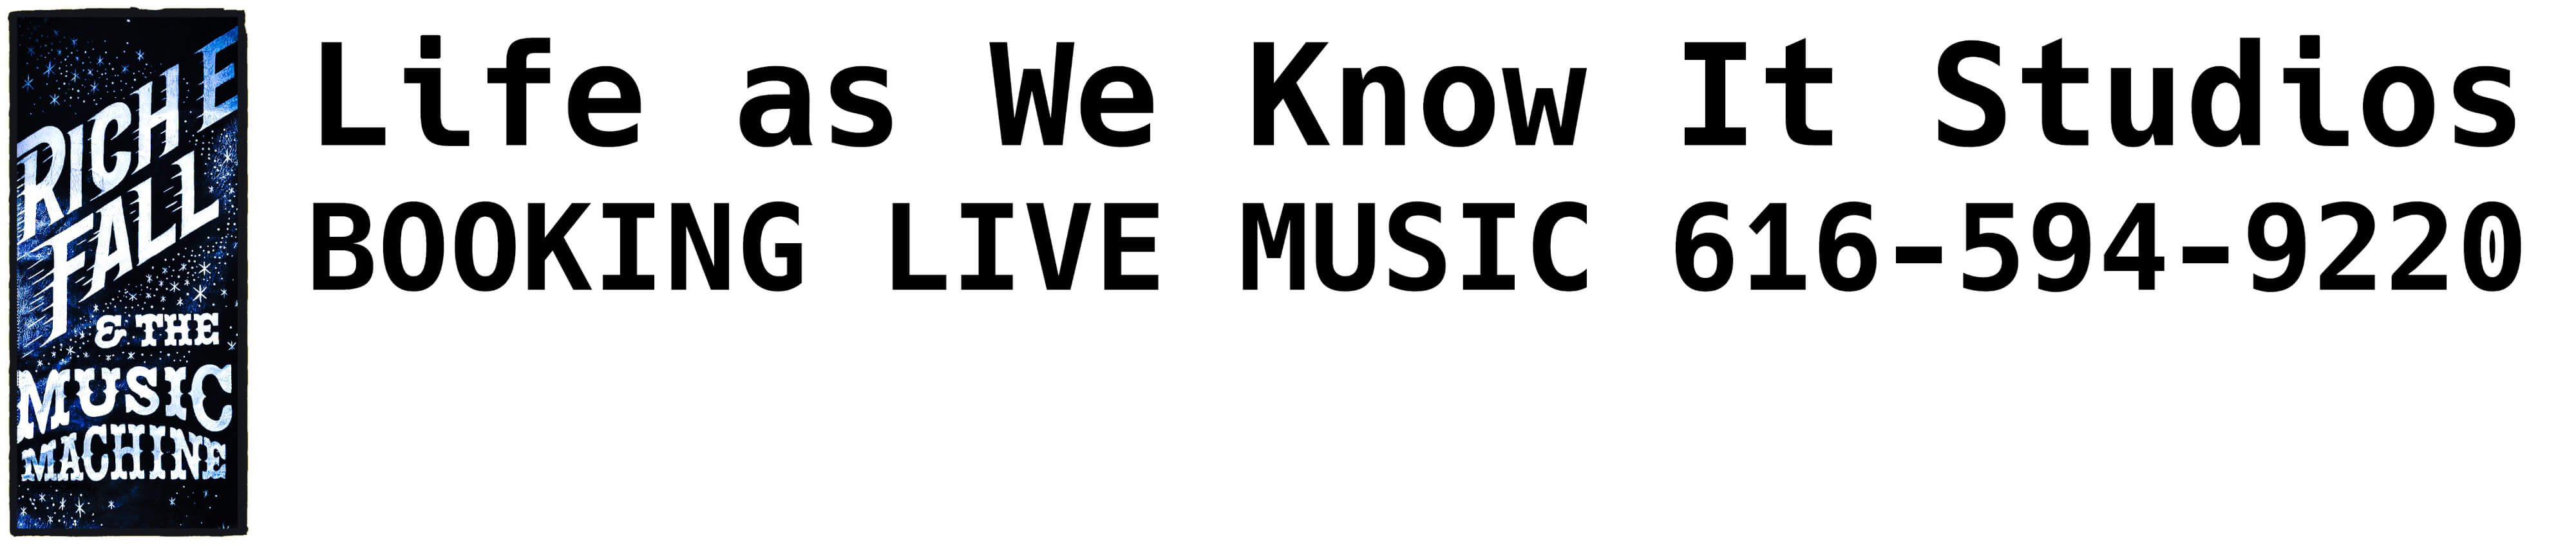 RICH E
FALL
& THE
MUSIC
MACHINE
Life as We Know It Studios
BOOKING LIVE MUSIC 616-594-9220